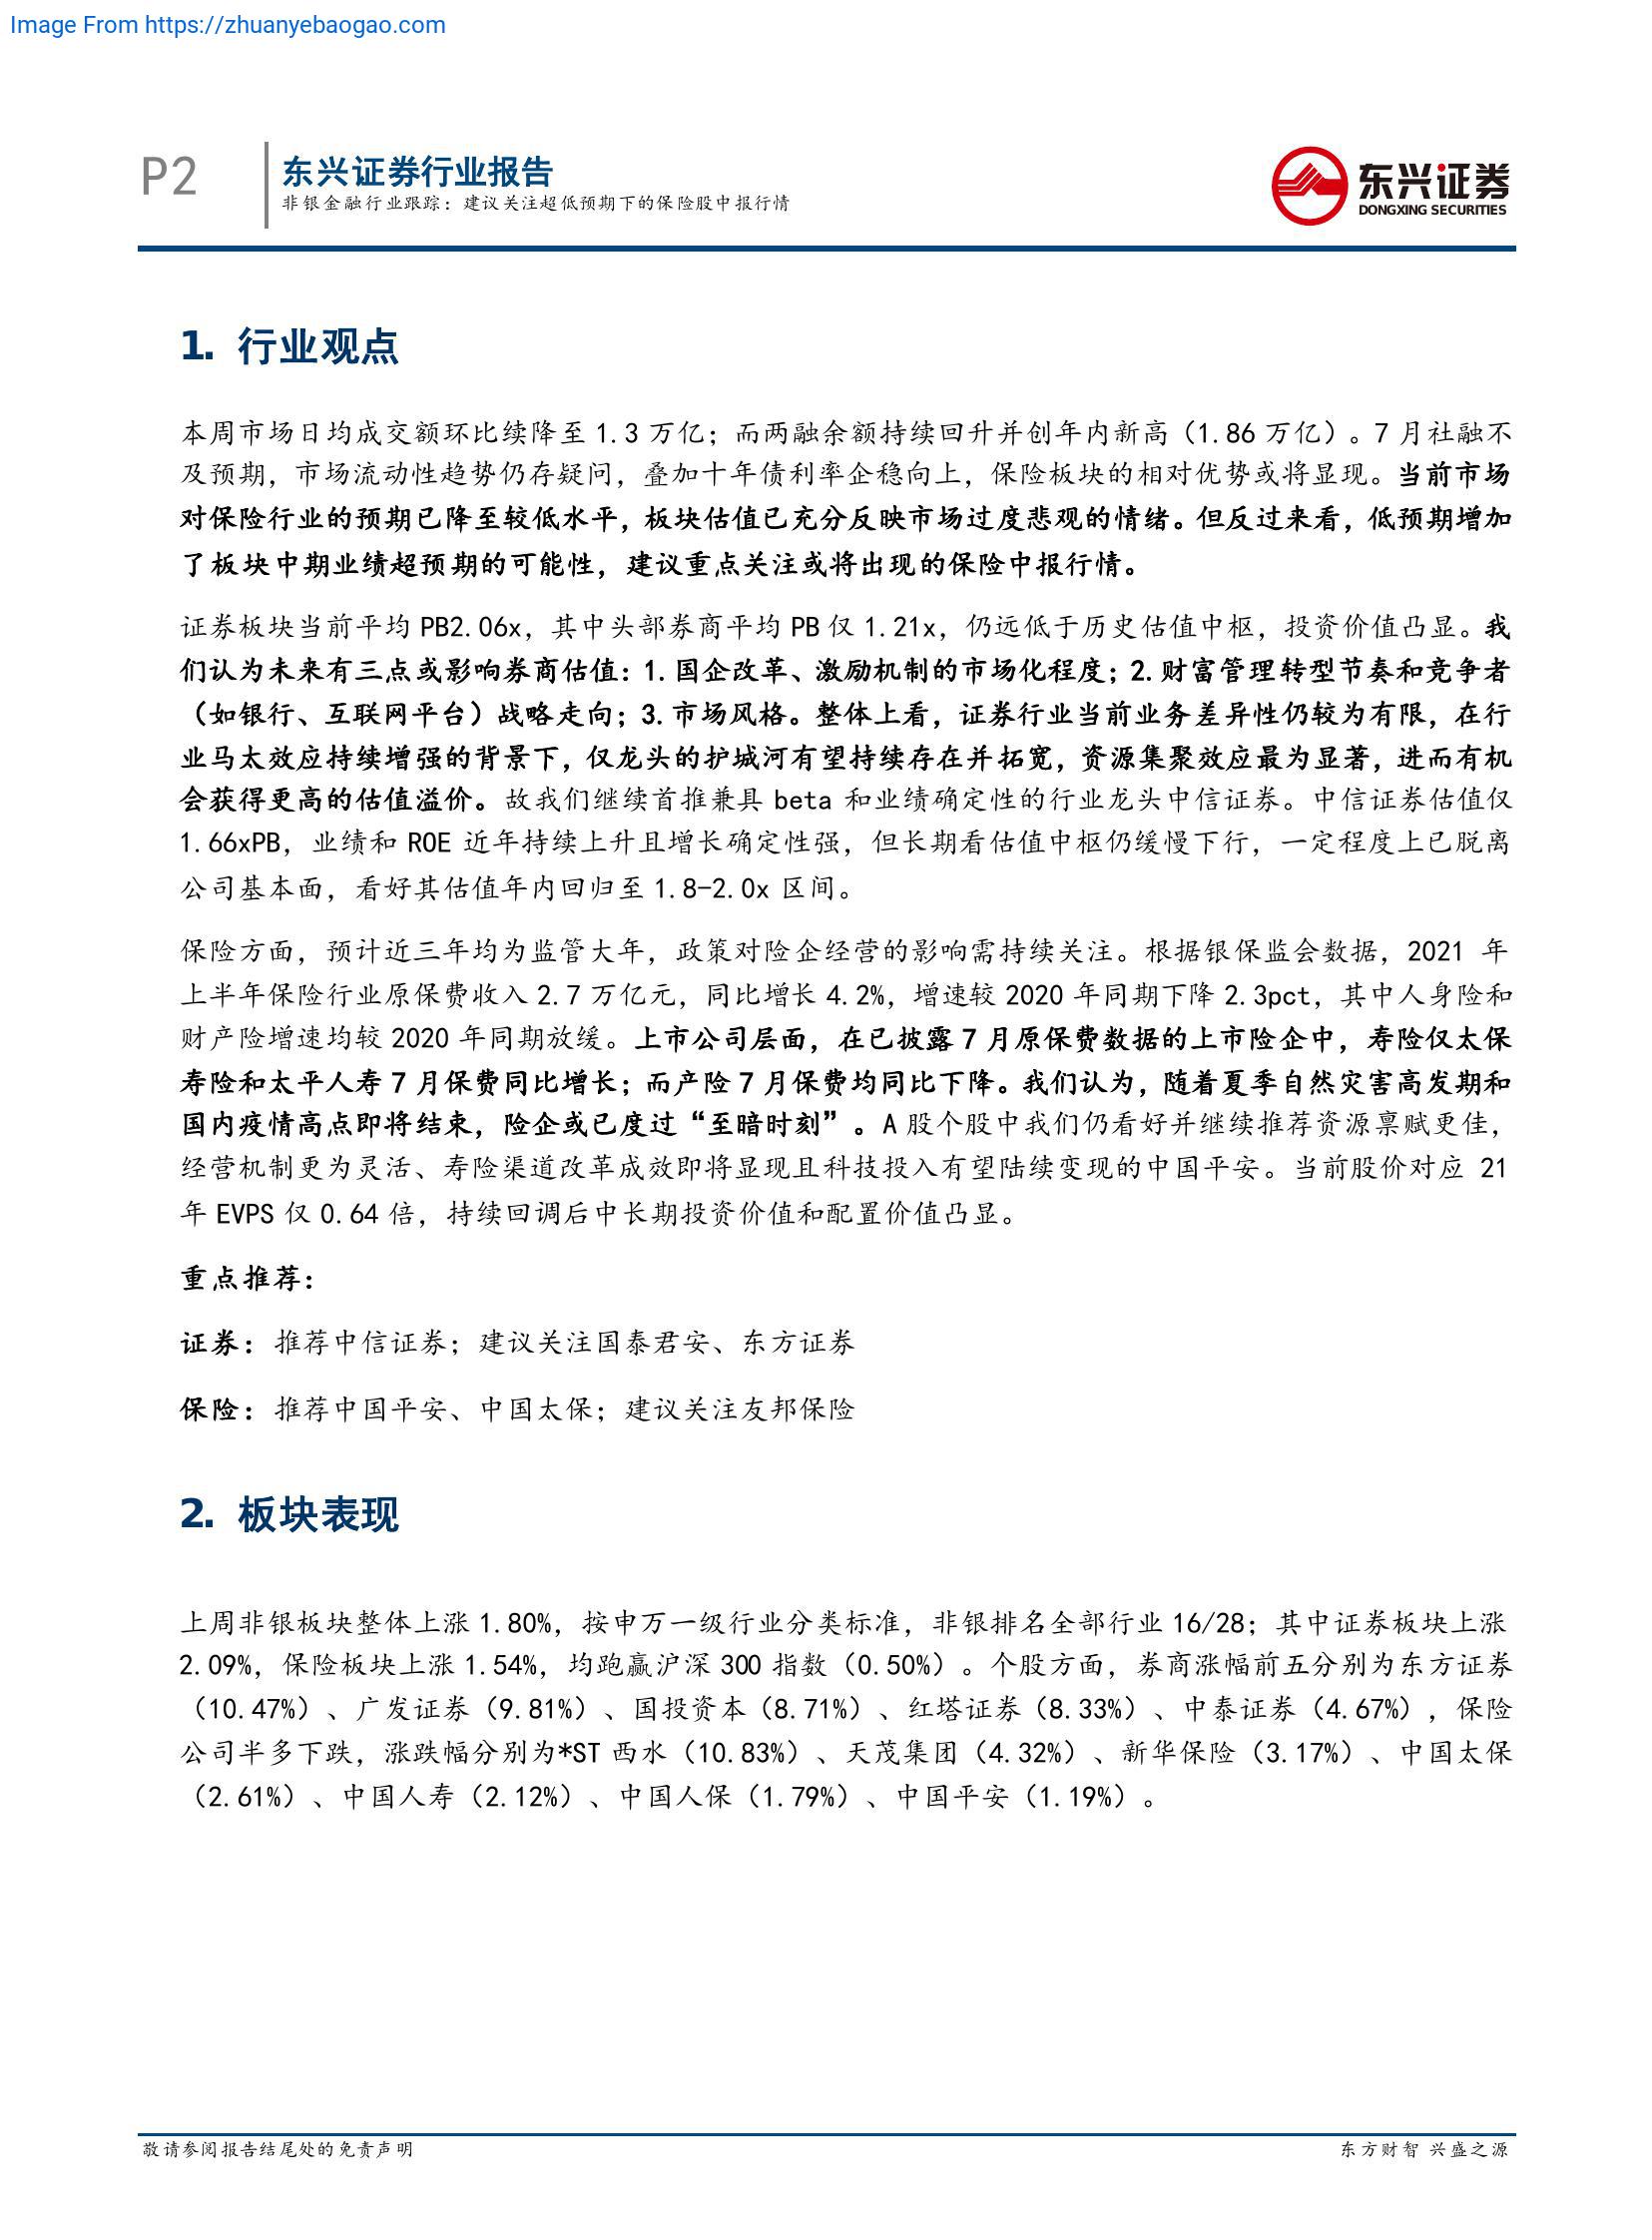 Image From https://zhuanyebaogao.com
P2
东兴证券行业报告
非银金融行业跟踪：建议关注超低预期下的保险股中报行情
东兴证券
DONGXING SECURITIES
1. 行业观点
本周市场日均成交额环比续降至 1.3 万亿；而两融余额持续回升并创年内新高（1.86 万亿）。7 月社融不
及预期，市场流动性趋势仍存疑问，叠加十年债利率企稳向上，保险板块的相对优势或将显现。当前市场
对保险行业的预期已降至较低水平，板块估值已充分反映市场过度悲观的情绪。但反过来看，低预期增加
了板块中期业绩超预期的可能性，建议重点关注或将出现的保险中报行情。
证券板块当前平均 PB2.06x，其中头部券商平均 PB 仅 1.21x，仍远低于历史估值中枢，投资价值凸显。我
们认为未来有三点或影响券商估值：1.国企改革、激励机制的市场化程度；2.财富管理转型节奏和竞争者
（如银行、互联网平台）战略走向；3.市场风格。整体上看，证券行业当前业务差异性仍较为有限，在行
业马太效应持续增强的背景下，仅龙头的护城河有望持续存在并拓宽，资源集聚效应最为显著，进而有机
会获得更高的估值溢价。故我们继续首推兼具 beta 和业绩确定性的行业龙头中信证券。中信证券估值仅
1.66xPB，业绩和 ROE 近年持续上升且增长确定性强，但长期看估值中枢仍缓慢下行，一定程度上已脱离
公司基本面，看好其估值年内回归至 1.8-2.0x 区间。
保险方面，预计近三年均为监管大年，政策对险企经营的影响需持续关注。根据银保监会数据，2021 年
上半年保险行业原保费收入 2.7 万亿元，同比增长 4.2%，增速较 2020 年同期下降 2.3pct，其中人身险和
财产险增速均较 2020 年同期放缓。上市公司层面，在已披露 7 月原保费数据的上市险企中，寿险仅太保
寿险和太平人寿 7 月保费同比增长；而产险 7 月保费均同比下降。我们认为，随着夏季自然灾害高发期和
国内疫情高点即将结束，险企或已度过“至暗时刻”。A 股个股中我们仍看好并继续推荐资源禀赋更佳，
经营机制更为灵活、寿险渠道改革成效即将显现且科技投入有望陆续变现的中国平安。当前股价对应 21
年 EVPS 仅 0.64 倍，持续回调后中长期投资价值和配置价值凸显。
重点推荐：
证券：推荐中信证券；建议关注国泰君安、东方证券
保险：推荐中国平安、中国太保；建议关注友邦保险
2. 板块表现
上周非银板块整体上涨 1.80%，按申万一级行业分类标准，非银排名全部行业 16/28；其中证券板块上涨
2.09%，保险板块上涨 1.54%，均跑赢沪深 300 指数（0.50%）。个股方面，券商涨幅前五分别为东方证券
（10.47%）、广发证券（9.81%）、国投资本（8.71%）、红塔证券（8.33%）、中泰证券（4.67%），保险
公司半多下跌，涨跌幅分别为*ST 西水（10.83%）、天茂集团（4.32%）、新华保险（3.17%）、中国太保
（2.61%）、中国人寿（2.12%）、中国人保（1.79%）、中国平安（1.19%）。
敬请参阅报告结尾处的免责声明
东方财智 兴盛之源